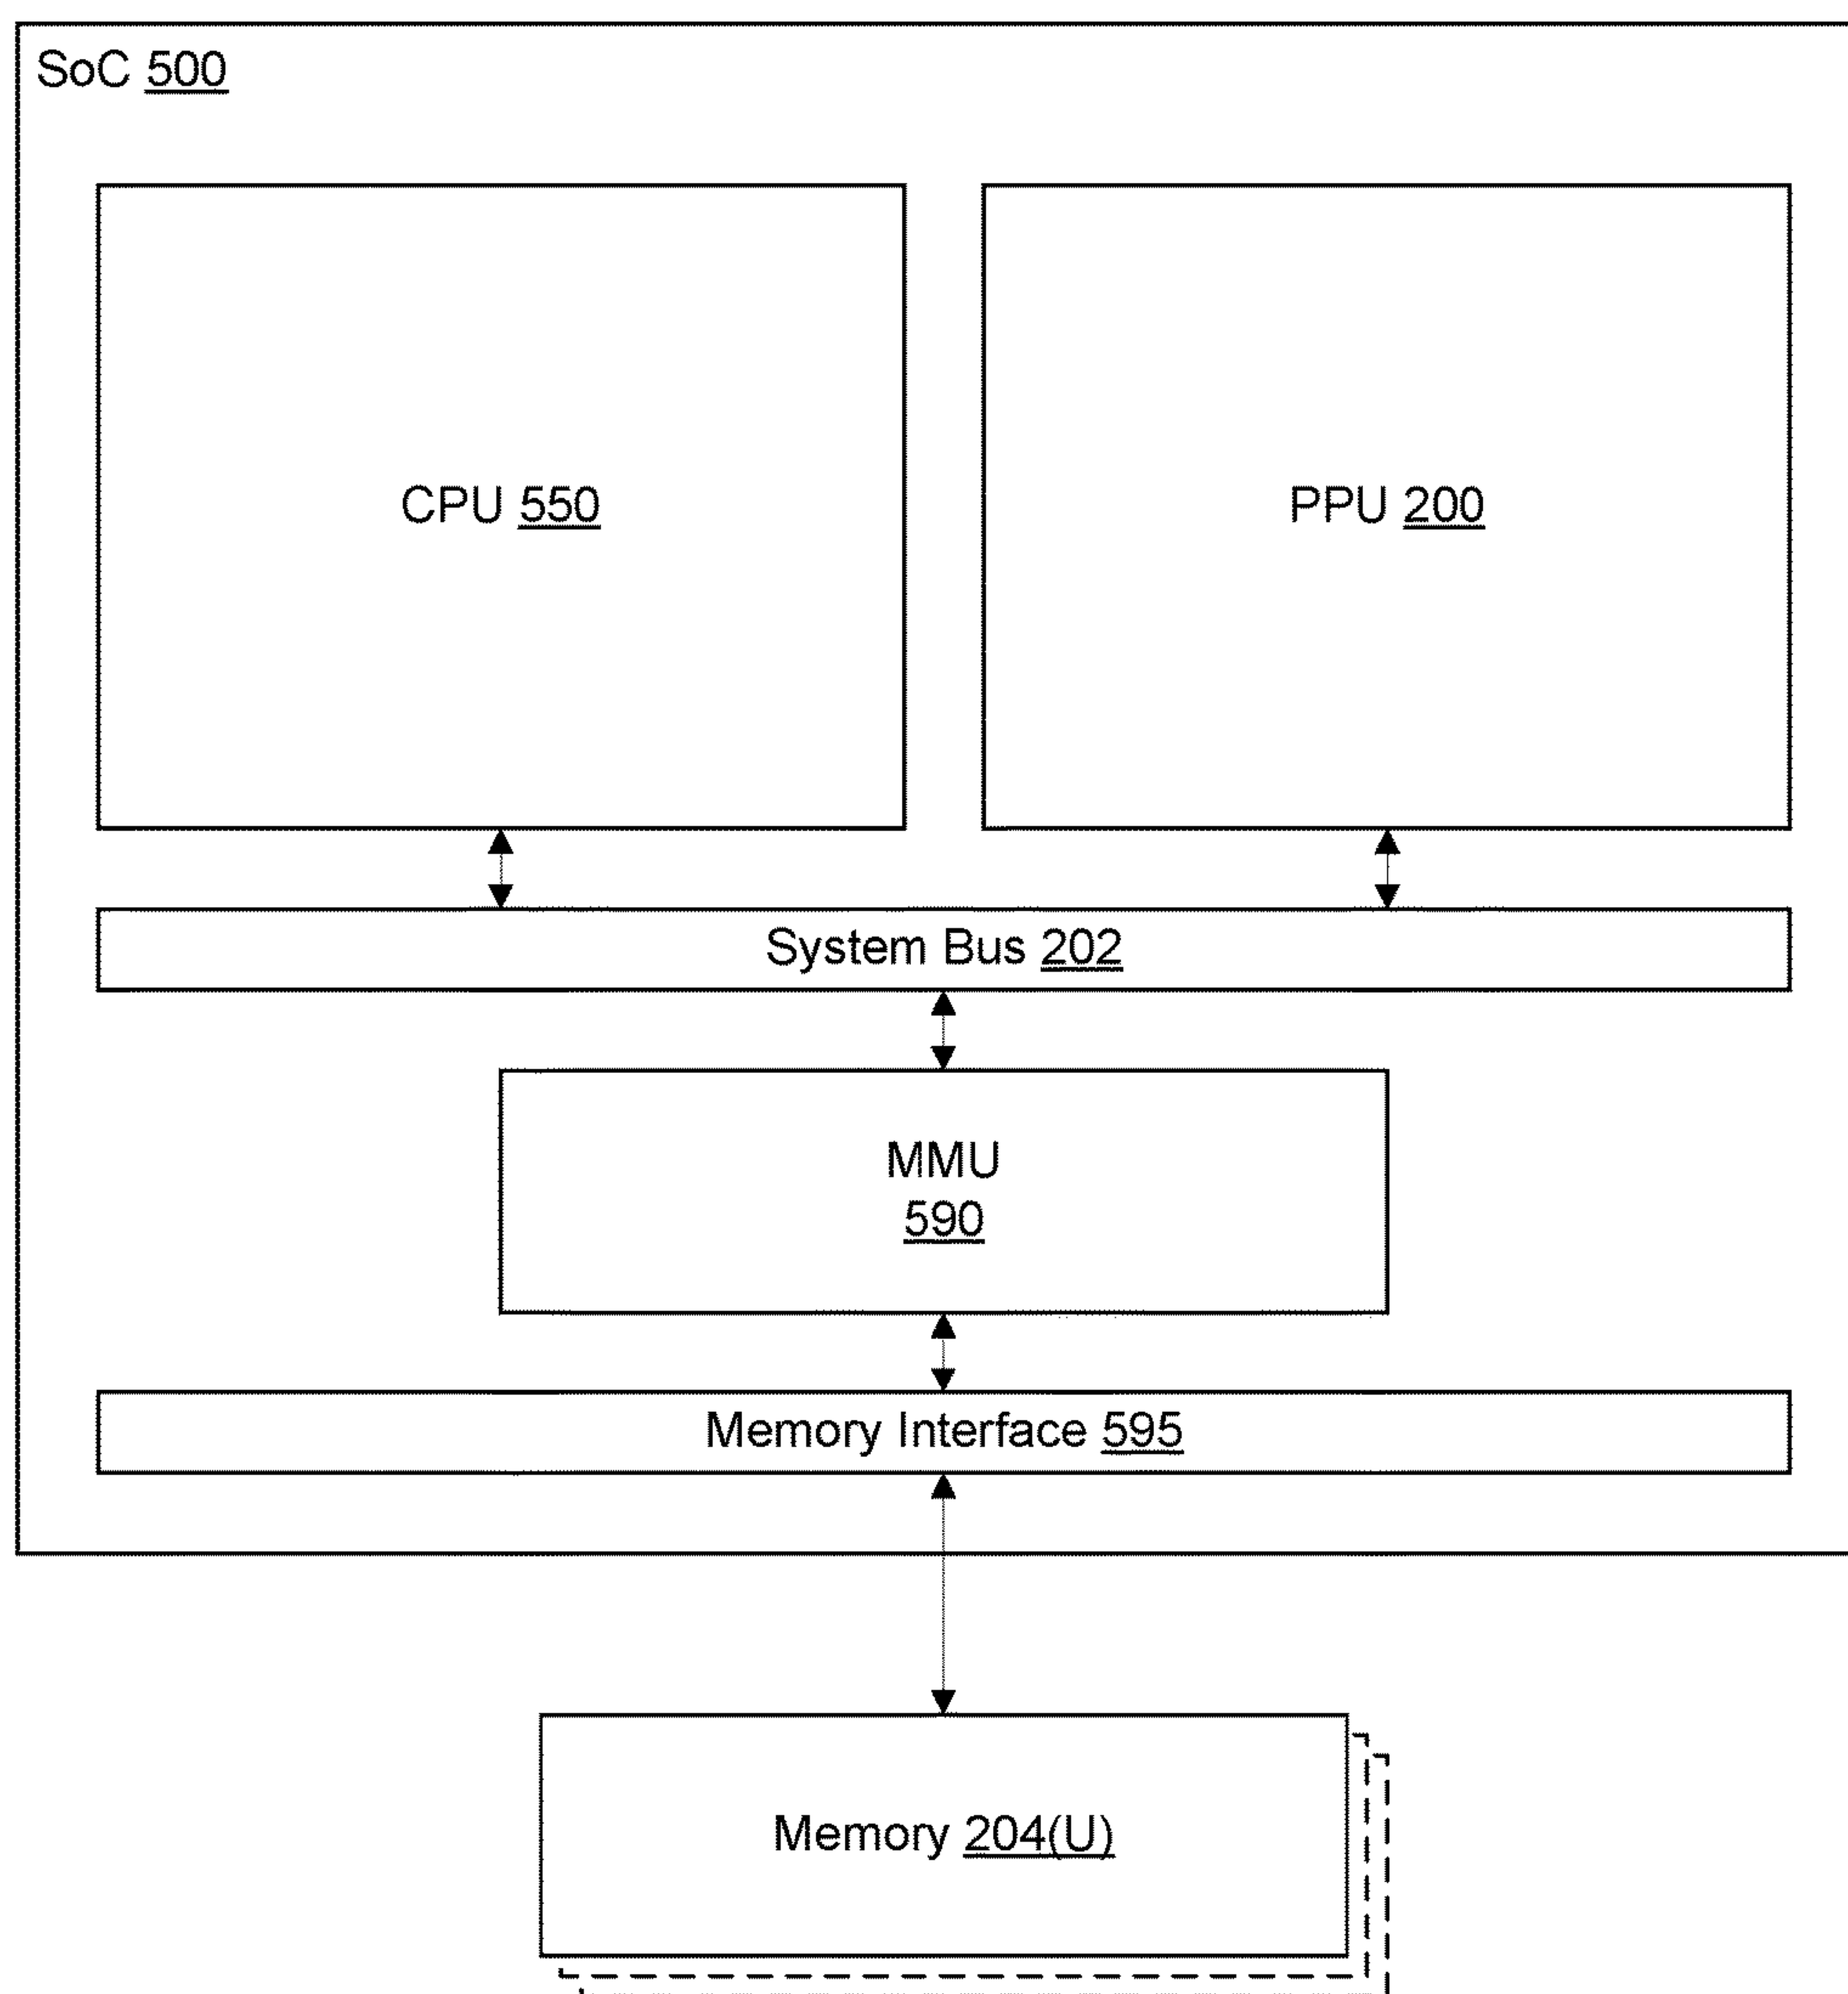 SoC 500
CPU 550
PPU 200
System Bus 202
MMU
590
Memory Interface 595
Memory 204(U)